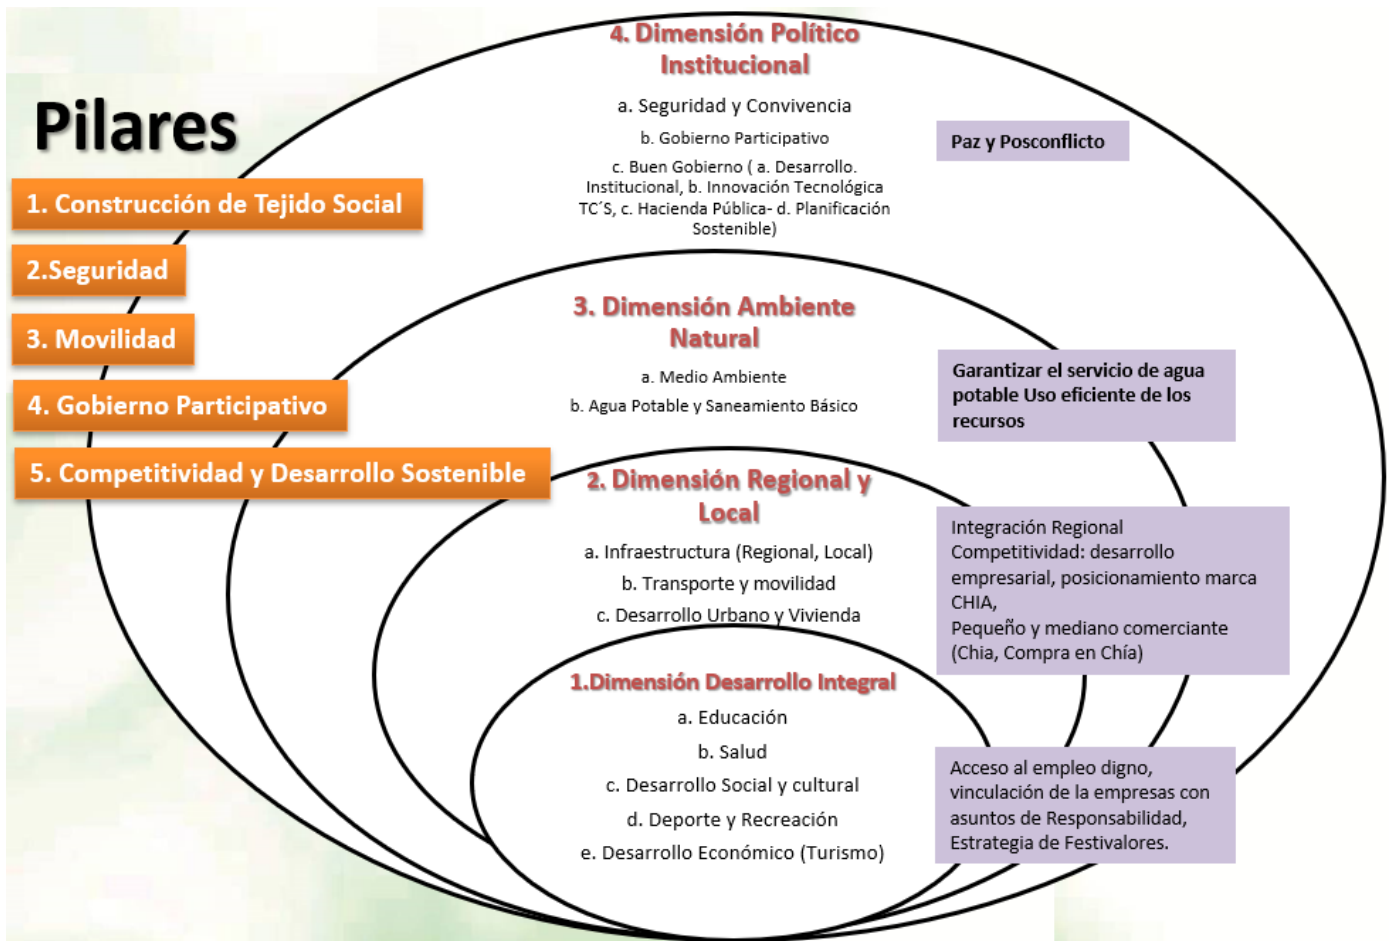 Pilares
1. Construcción de Tejido Social
2.Seguridad
3. Movilidad
4. Gobierno Participativo
5. Competitividad y Desarrollo Sostenible
4. Dimensión Político
Institucional
a. Seguridad y Convivencia
b. Gobierno Participativo
c. Buen Gobierno ( a. Desarrollo.
Institucional, b. Innovación Tecnológica
TC´S, c. Hacienda Pública- d. Planificación
Sostenible)
Paz y Posconflicto
3. Dimensión Ambiente
Natural
a. Medio Ambiente
b. Agua Potable y Saneamiento Básico
Garantizar el servicio de agua
potable Uso eficiente de los
recursos
2. Dimensión Regional y
Local
a. Infraestructura (Regional, Local)
b. Transporte y movilidad
c. Desarrollo Urbano y Vivienda
Integración Regional
Competitividad: desarrollo
empresarial, posicionamiento marca
CHIA,
Pequeño y mediano comerciante
(Chia, Compra en Chía)
1.Dimensión Desarrollo Integral
a. Educación
b. Salud
c. Desarrollo Social y cultural
d. Deporte y Recreación
e. Desarrollo Económico (Turismo)
Acceso al empleo digno,
vinculación de la empresas con
asuntos de Responsabilidad,
Estrategia de Festivalores.